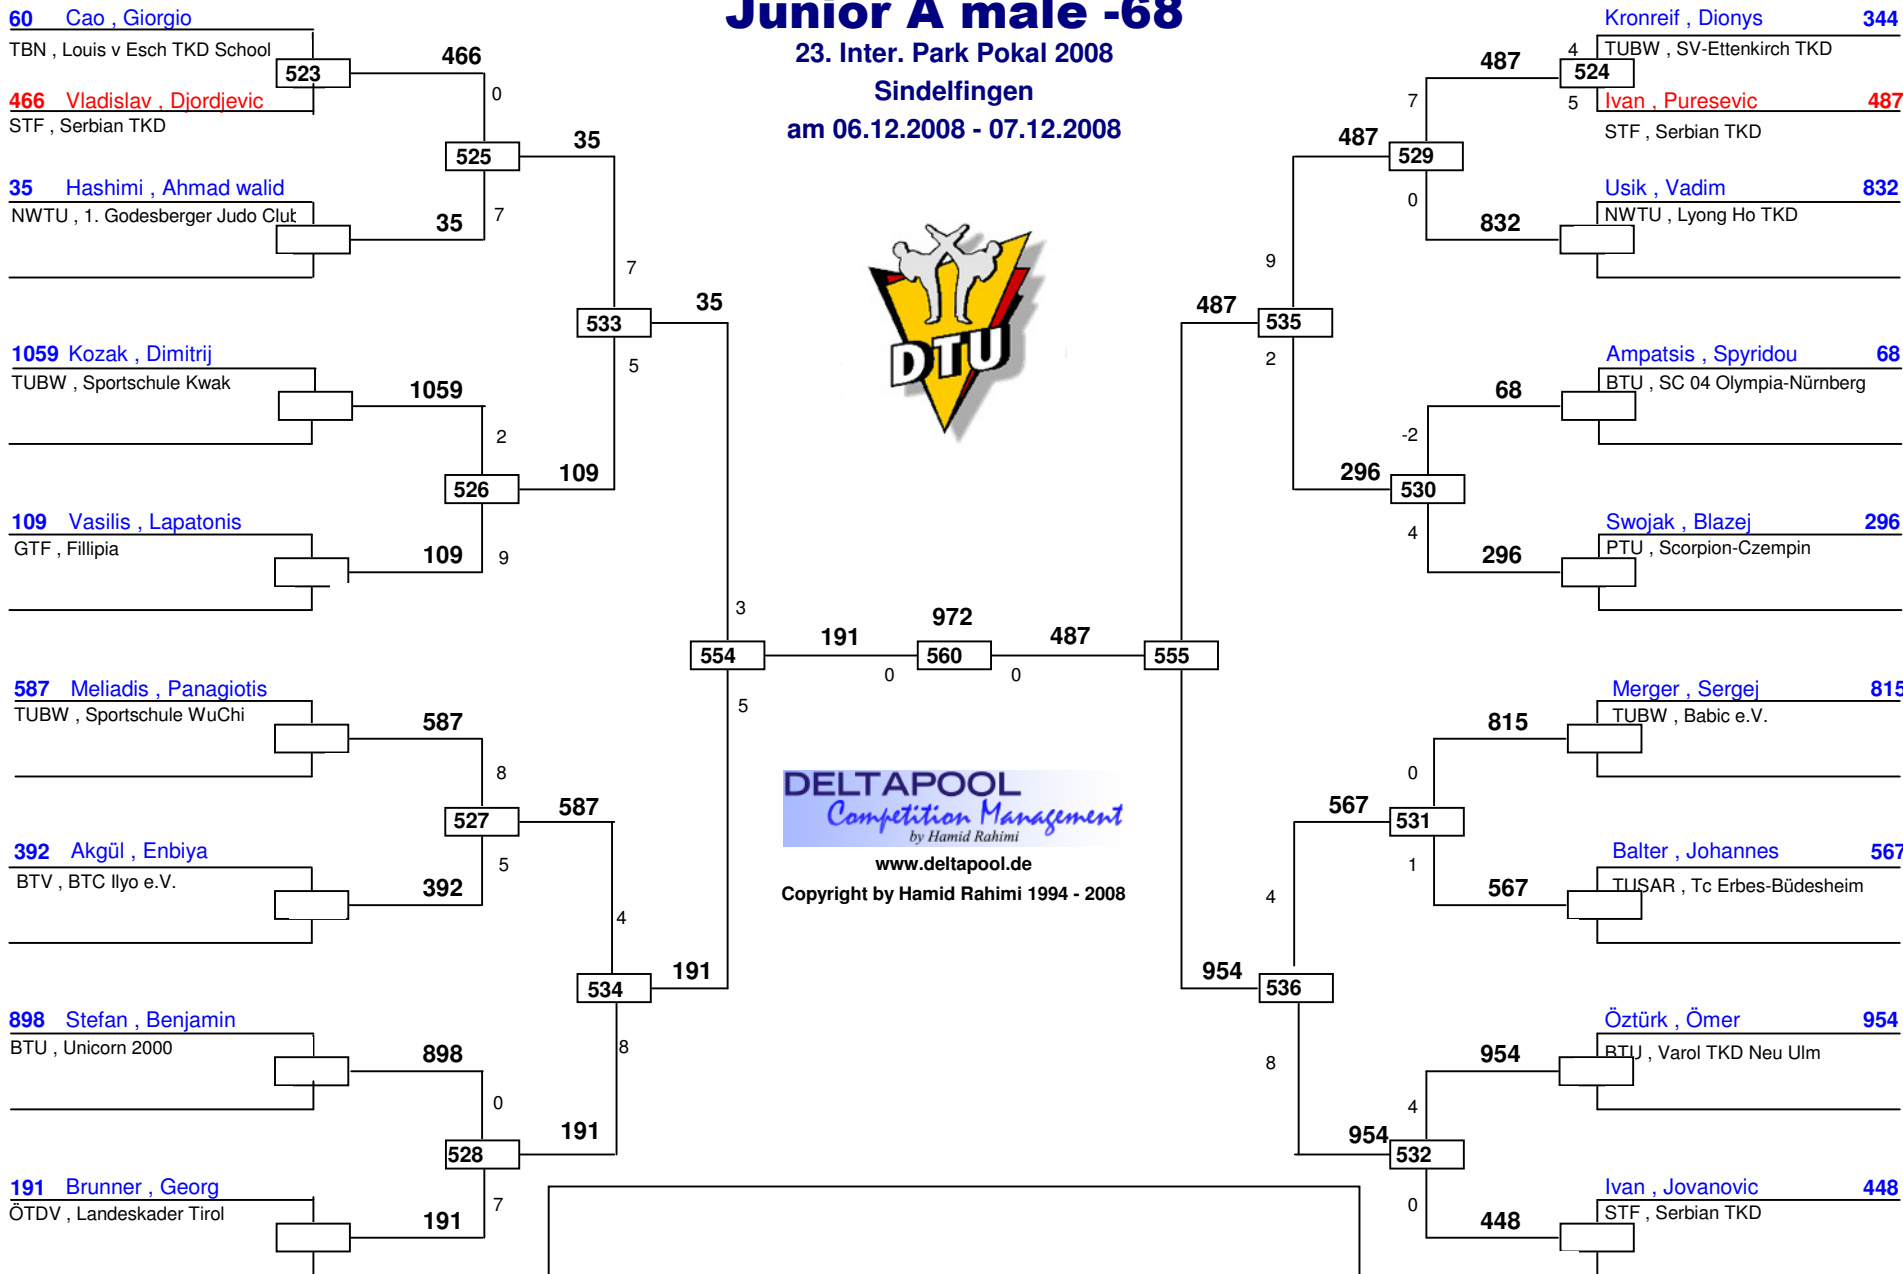 Junior A male -68
23. Inter. Park Pokal 2008
Sindelfingen
am 06.12.2008 - 07.12.2008
60 Cao , Giorgio
TBN , Louis v Esch TKD School
523
466
0
466 Vladislav , Djordjevic
STF , Serbian TKD
525
35
35 Hashimi , Ahmad walid
NWTU , 1. Godesberger Judo Club
35
7
7
533
35
5
1059 Kozak , Dimitrij
TUBW , Sportschule Kwak
1059
2
526
109
109 Vasilis , Lapatonis
GTF , Fillipia
109
9
3
554
191
0
5
587 Meliadis , Panagiotis
TUBW , Sportschule WuChi
587
8
527
587
392 Akgül , Enbiya
BTV , BTC Ilyo e.V.
392
5
4
534
191
8
898 Stefan , Benjamin
BTU , Unicorn 2000
898
0
528
191
191 Brunner , Georg
ÖTDV , Landeskader Tirol
191
7
DTU
972
560
DELTAPOOL
Competition Management
by Hamid Rahimi
www.deltapool.de
Copyright by Hamid Rahimi 1994 - 2008
Kronreif , Dionys 344
TUBW , SV-Ettenkirch TKD
4
524
487
5
Ivan , Puresevic 487
STF , Serbian TKD
7
529
487
0
Usik , Vadim 832
NWTU , Lyong Ho TKD
832
9
535
487
2
Ampatsis , Spyridou 68
BTU , SC 04 Olympia-Nürnberg
68
-2
530
296
4
Swojak , Blazej 296
PTU , Scorpion-Czempin
296
487
0
555
Merger , Sergej 815
TUBW , Babic e.V.
815
0
531
567
1
Balter , Johannes 567
TUSAR , Tc Erbes-Büdesheim
567
4
536
954
8
Öztürk , Ömer 954
BTU , Varol TKD Neu Ulm
954
4
532
954
0
Ivan , Jovanovic 448
STF , Serbian TKD
448